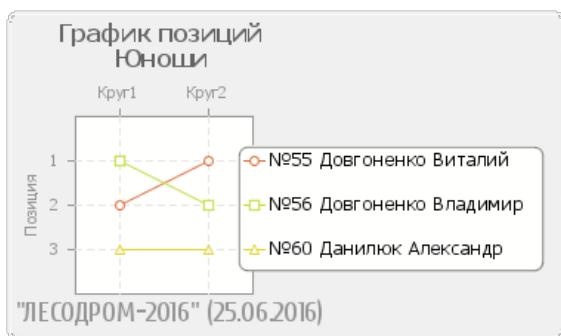 График позиций
Юноши
Круг1 Круг2
Позиция
1
2
3
№55 Довгоненко Виталий
№56 Довгоненко Владимир
№60 Данилюк Александр
"ЛЕСОДРОМ-2016" (25.06.2016)